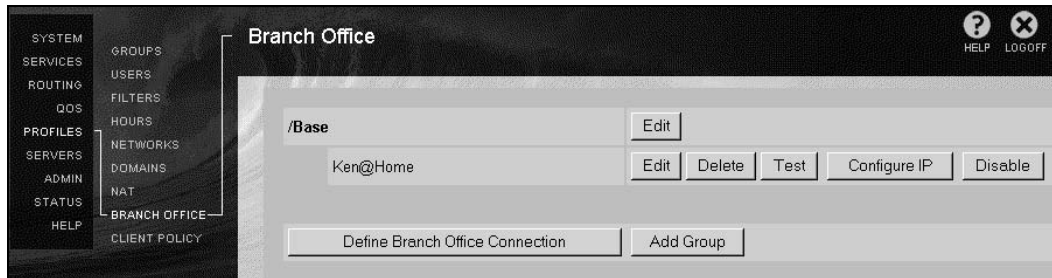 SYSTEM
SERVICES
ROUTING
QOS
PROFILES
SERVERS
ADMIN
STATUS
HELP
GROUPS
USERS
FILTERS
HOURS
NETWORKS
DOMAINS
NAT
BRANCH OFFICE
CLIENT POLICY
Branch Office
HELP LOGOFF
/Base Edit
Ken@Home Edit Delete Test Configure IP Disable
Define Branch Office Connection Add Group